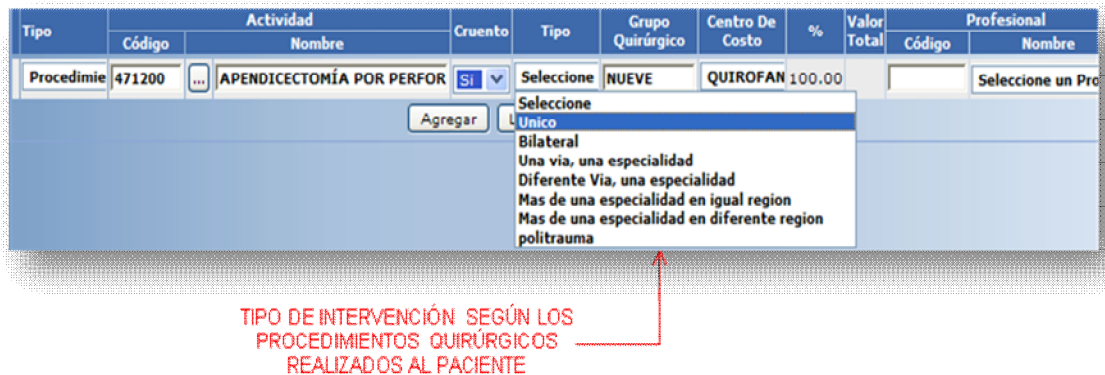 Tipo Actividad Cruento Tipo Grupo Quirúrgico Centro De Costo % Valor Total Profesional
Código Nombre Código Nombre
Procedimie 471200 ... APENDICECTOMÍA POR PERFOR Si Seleccione NUEVE QUIROFAN 100.00 Seleccione un Pro
Seleccione
Agregar Unico
Bilateral
Una via, una especialidad
Diferente Via, una especialidad
Mas de una especialidad en igual region
Mas de una especialidad en diferente region
politrauma
TIPO DE INTERVENCIÓN SEGÚN LOS
PROCEDIMIENTOS QUIRÚRGICOS
REALIZADOS AL PACIENTE